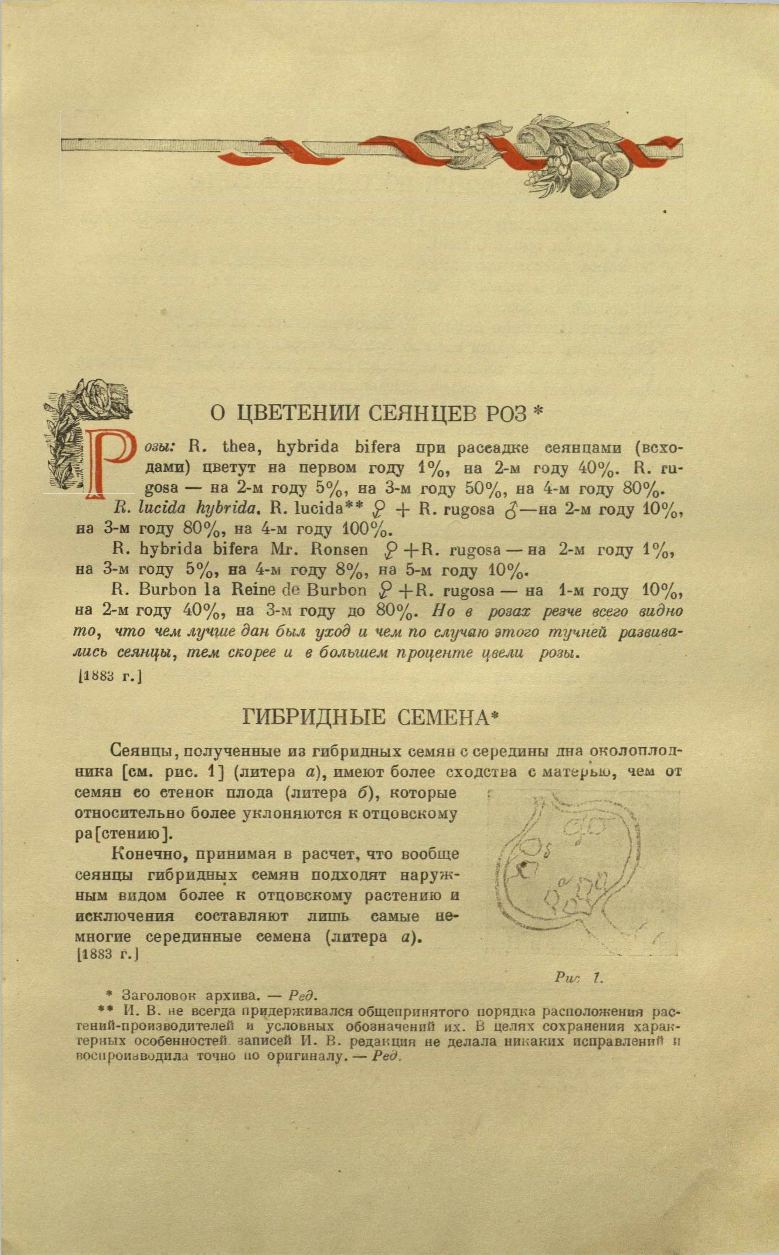 О ЦВЕТЕНИИ СЕЯНЦЕВ РОЗ *
Розы: R. thea, hybrida bifera при рассадке сеянцами (всхо-
дами) цветут на первом году 1%, на 2-м году 40%. R. ru-
gosa — на 2-м году 5%, на 3-м году 50%, на 4-м году 80%.
R. lucida hybrida. R. lucida** ♀ + R. rugosa ♂—на 2-м году 10%,
на 3-м году 80%, на 4-м году 100%.
R. hybrida bifera Mr. Ronsen ♀ +R. rugosa — на 2-м году 1%,
на 3-м году 5%, на 4-м году 8%, на 5-м году 10%.
R. Burbon la Reine de Burbon ♀ +R. rugosa — на 1-м году 10%,
на 2-м году 40%, на 3-м году до 80%. Но в розах резче всего видно
то, что чем лучше дан был уход и чем по случаю этого тучней развива-
лись сеянцы, тем скорее и в большем проценте цвели розы.
[1883 г.]
ГИБРИДНЫЕ СЕМЕНА*
Сеянцы, полученные из гибридных семян с середины дна околоплод-
ника [см. рис. 1] (литера а), имеют более сходства с матерью, чем от
семян со стенок плода (литера б), которые
относительно более уклоняются к отцовскому
ра[стению].
Конечно, принимая в расчет, что вообще
сеянцы гибридных семян подходят наруж-
ным видом более к отцовскому растению и
исключения составляют лишь самые не-
многие серединные семена (литера а).
[1883 г.]
б
а
Рис 1.
* Заголовок архива. — Ред.
** И. В. не всегда придерживался общепринятого порядка расположения рас-
тений-производителей и условных обозначений их. В целях сохранения харак-
терных особенностей записей И. В. редакция не делала никаких исправлений и
воспроизводила точно по оригиналу. — Ред.